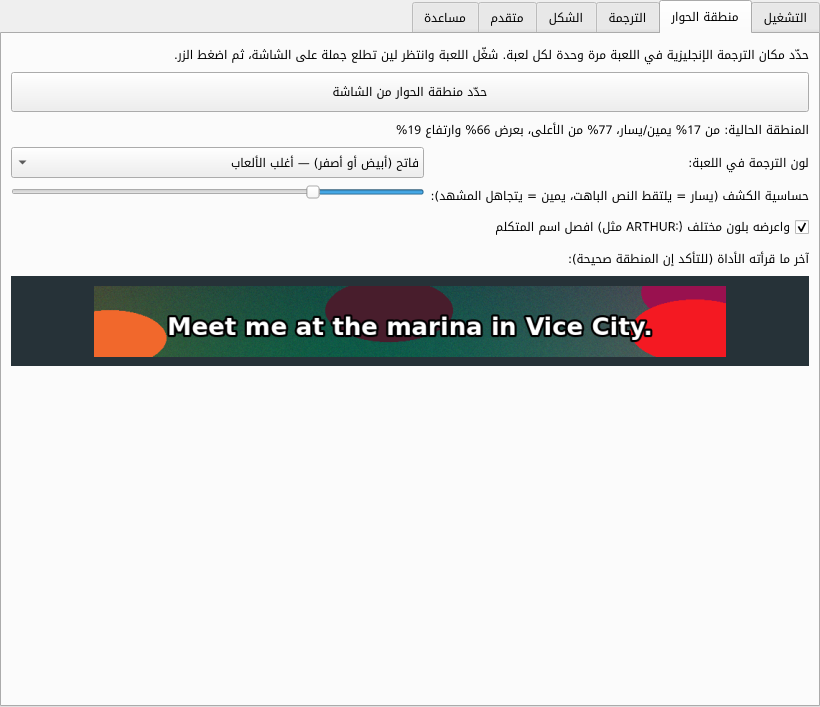 التشغيل
منطقة الحوار
الترجمة
الشكل
متقدم
مساعدة
حدّد مكان الترجمة الإنجليزية في اللعبة مرة وحدة لكل لعبة. شغّل اللعبة وانتظر لين تطلع جملة على الشاشة، ثم اضغط الزر.
حدّد منطقة الحوار من الشاشة
المنطقة الحالية: من 17% يمين/يسار، 77% من الأعلى، بعرض 66% وارتفاع 19%
لون الترجمة في اللعبة:
فاتح (أبيض أو أصفر) — أغلب الألعاب
حساسية الكشف (يسار = يلتقط النص الباهت، يمين = يتجاهل المشهد):
واعرضه بلون مختلف (ARTHUR: مثل) افصل اسم المتكلم
آخر ما قرأته الأداة (للتأكد إن المنطقة صحيحة):
Meet me at the marina in Vice City.